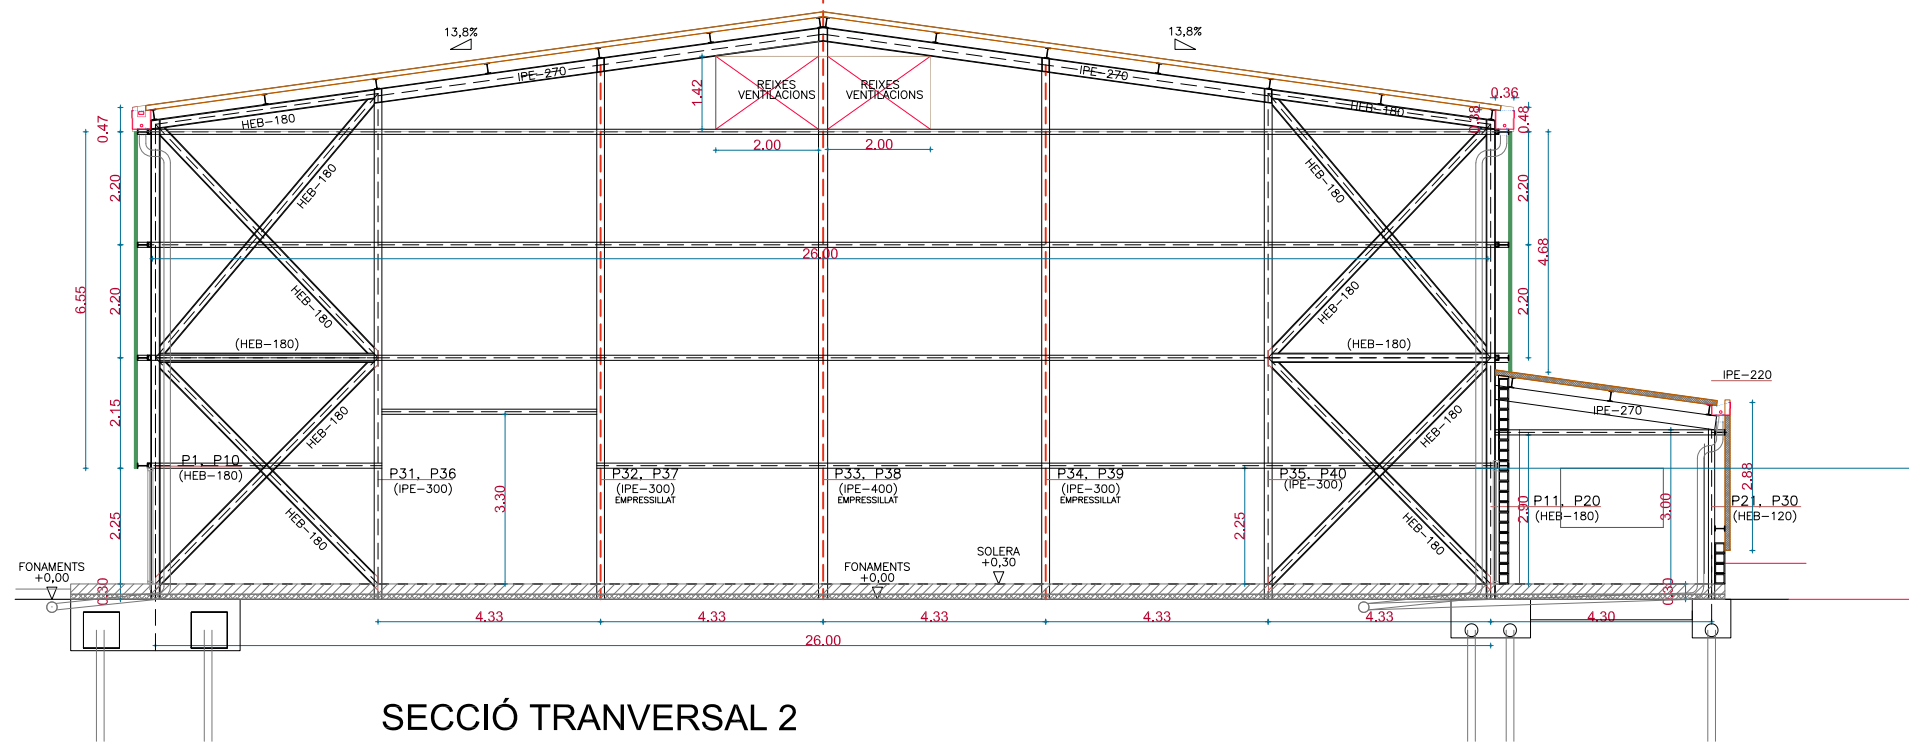 13,8%
13,8%
IPE-270
IPE-270
1.42
REIXES
VENTILACIONS
REIXES
VENTILACIONS
0.36
0.47
HEB-180
HEB-180
0.38
0.48
2.00
2.00
2.20
HEB-180
HEB-180
2.20
4.68
26.00
6.55
2.20
HEB-180
HEB-180
2.20
(HEB-180)
(HEB-180)
IPE-220
2.15
HEB-180
HEB-180
IPE-270
P1, P10
(HEB-180)
P31, P36
(IPE-300)
P32, P37
(IPE-300)
EMPRESSILLAT
P33, P38
(IPE-400)
EMPRESSILLAT
P34, P39
(IPE-300)
EMPRESSILLAT
P35, P40
(IPE-300)
P11, P20
(HEB-180)
P21, P30
(HEB-120)
2.88
3.30
2.25
2.90
3.00
2.25
HEB-180
HEB-180
FONAMENTS
+0,00
FONAMENTS
+0,00
SOLERA
+0,30
0.30
0.30
4.33
4.33
4.33
4.33
4.33
4.30
26.00
SECCIÓ TRANVERSAL 2